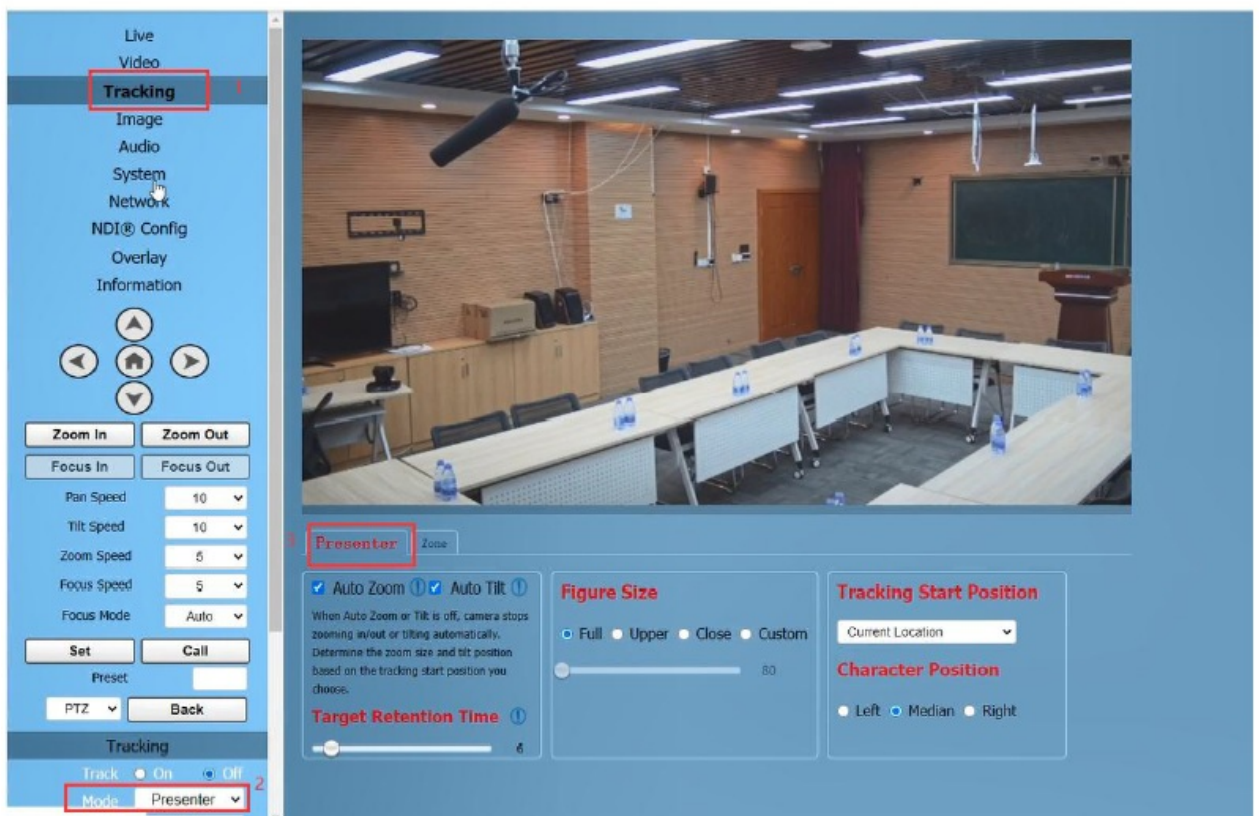 Live
Video
Tracking 1
Image
Audio
System
Network
NDI® Config
Overlay
Information
Zoom In Zoom Out
Focus In Focus Out
Pan Speed 10
Tilt Speed 10
Zoom Speed 5
Focus Speed 5
Focus Mode Auto
Set Call
Preset
PTZ Back
Tracking
Track On Off
Mode Presenter 2
3 Presenter Zone
Auto Zoom Auto Tilt
When Auto Zoom or Tilt is off, camera stops
zooming in/out or tilting automatically.
Determine the zoom size and tilt position
based on the tracking start position you
choose.
Target Retention Time
6
Figure Size
Full Upper Close Custom
80
Tracking Start Position
Current Location
Character Position
Left Median Right